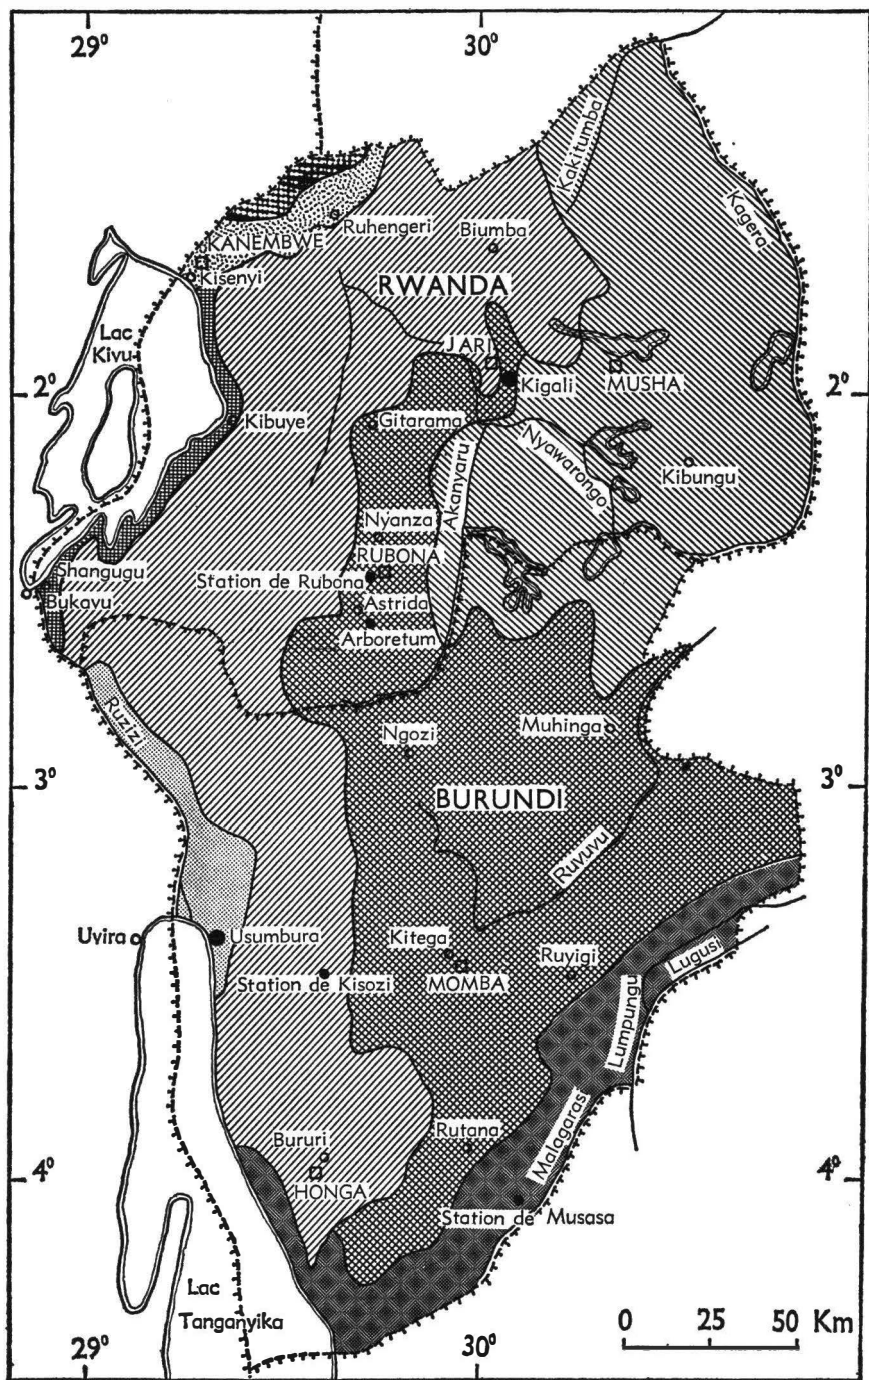 29°
30°
Kakitumba
Kagera
KANEMBWE
Ruhengeri
Biumba
Kisenyi
RWANDA
Lac
Kivu
JARI
Kigali
MUSHA
2°
2°
Kibuye
Gitarama
Nyawarongo
Kibungu
Akanyaru
Nyanza
RUBONA
Shangugu
Station de Rubona
Bukavu
Astrida
Arboretum
Ruzizi
Ngozi
Muhinga
3°
3°
BURUNDI
Ruvuvu
Uvira
Usumbura
Kitega
MOMBA
Ruyigi
Lugusi
Station de Kisozi
Lumpungu
Malagaras
Bururi
Rutana
4°
4°
HONGA
Station de Musasa
Lac
Tanganyika
0 25 50 Km
29°
30°